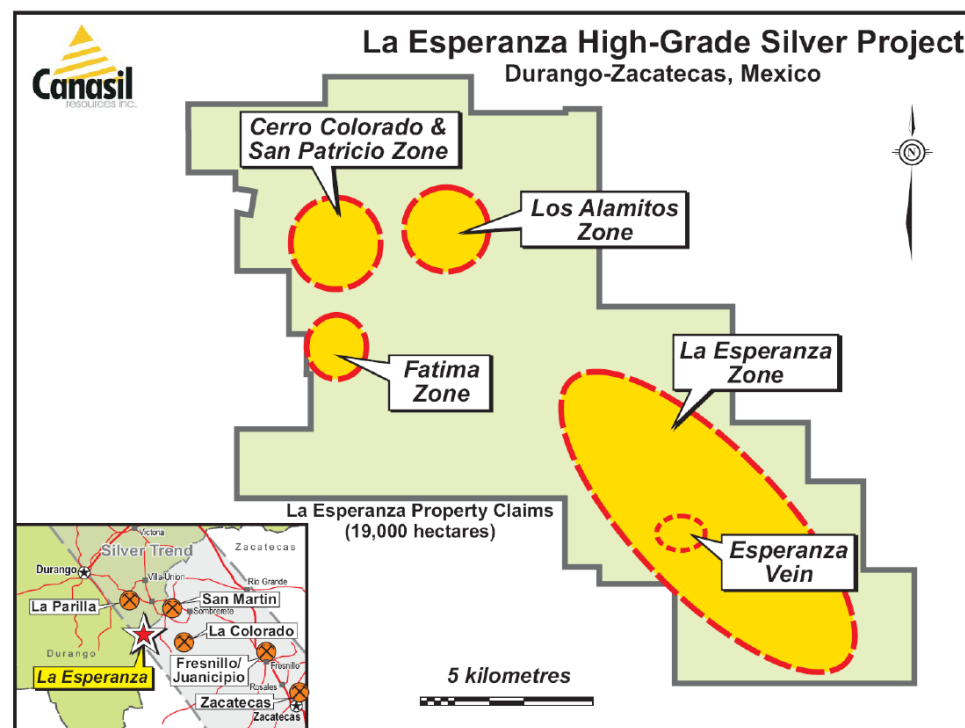 Canasil
resources inc.
La Esperanza High-Grade Silver Project
Durango-Zacatecas, Mexico
N
Cerro Colorado &
San Patricio Zone
Los Alamitos
Zone
Fatima
Zone
La Esperanza
Zone
Esperanza
Vein
La Esperanza Property Claims
(19,000 hectares)
5 kilometres
Victoria
Silver Trend
Zacatecas
Durango
Villa-Union
Rio Grande
La Parilla
San Martin
Sombrerete
La Colorado
Durango
Fresnillo/
Juanicipio
Fresnillo
La Esperanza
Rosales
Zacatecas
Zacatecas